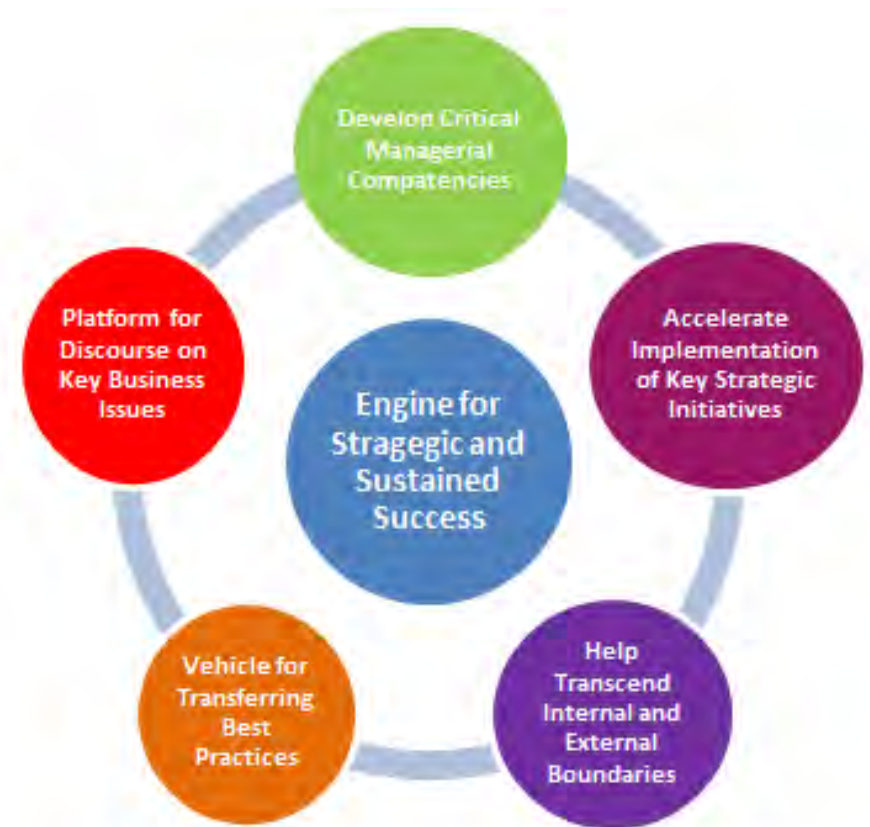 Develop Critical
Managerial
Compatencies
Platform for
Discourse on
Key Business
Issues
Accelerate
Implementation
of Key Strategic
Initiatives
Engine for
Stragegic and
Sustained
Success
Vehicle for
Transferring
Best
Practices
Help
Transcend
Internal and
External
Boundaries